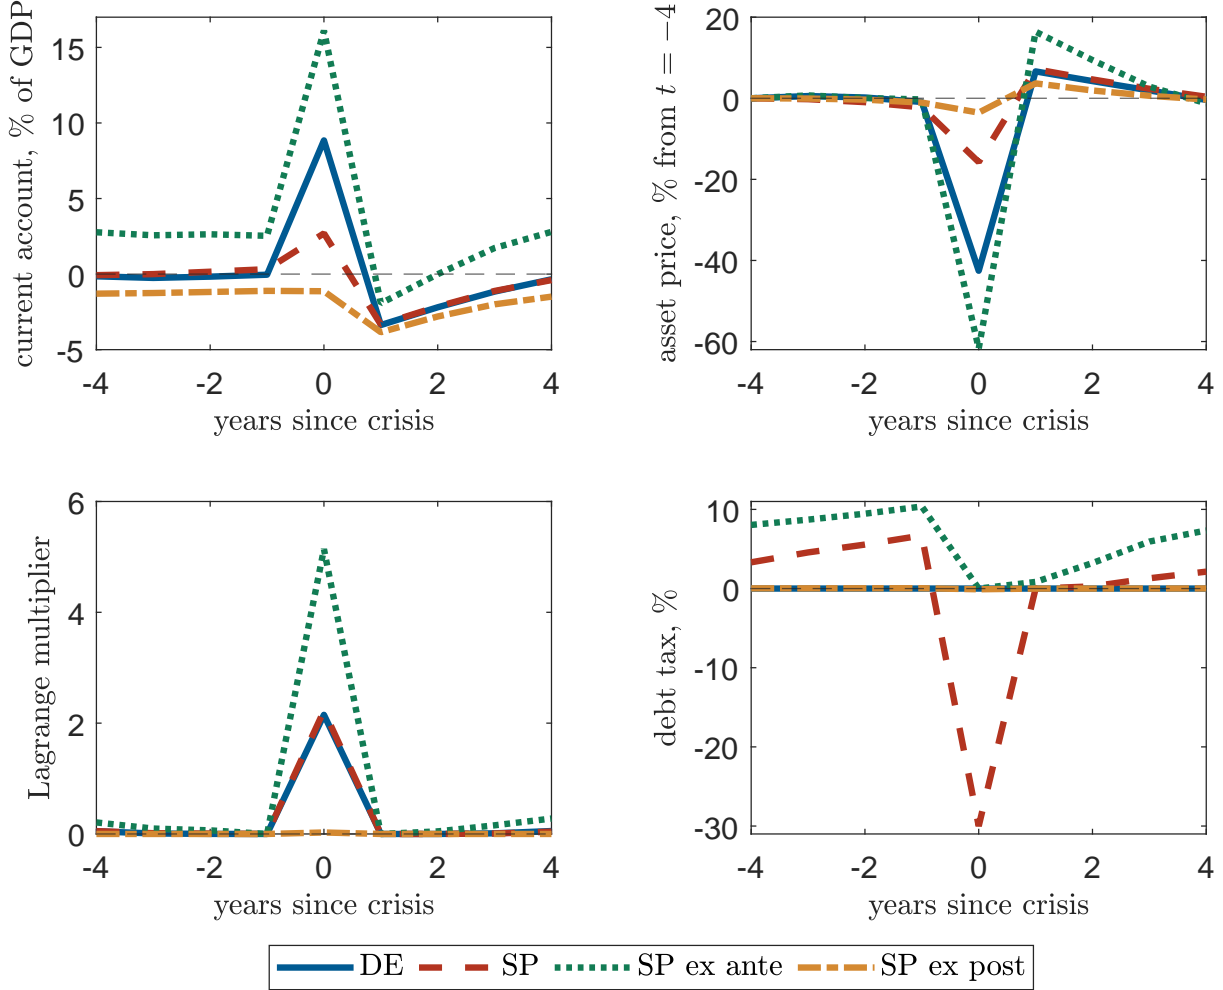 current account, % of GDP
15
10
5
0
-5
-4 -2 0 2 4
years since crisis
asset price, % from t = −4
20
0
-20
-40
-60
-4 -2 0 2 4
years since crisis
Lagrange multiplier
6
4
2
0
-4 -2 0 2 4
years since crisis
debt tax, %
10
0
-10
-20
-30
-4 -2 0 2 4
years since crisis
DE SP SP ex ante SP ex post